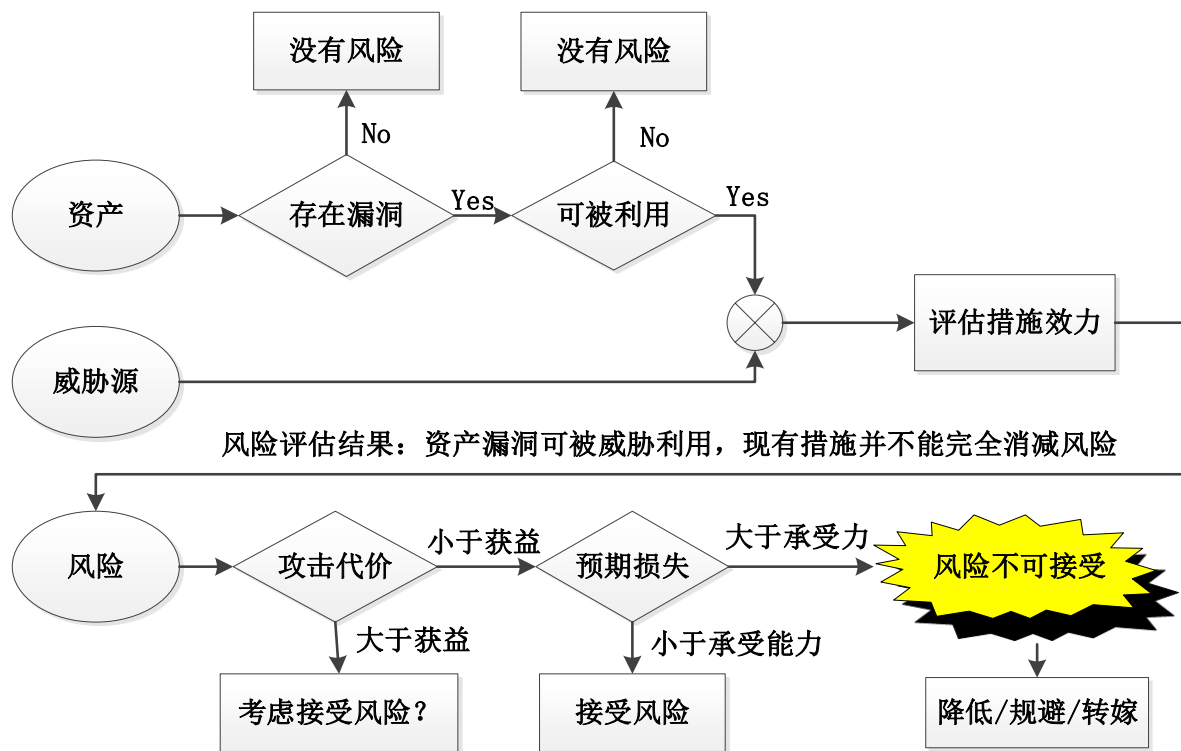 没有风险
没有风险
No
No
资产
存在漏洞
Yes
可被利用
Yes
评估措施效力
威胁源
风险评估结果：资产漏洞可被威胁利用，现有措施并不能完全消减风险
风险
攻击代价
小于获益
预期损失
大于承受力
风险不可接受
大于获益
小于承受能力
考虑接受风险？
接受风险
降低/规避/转嫁